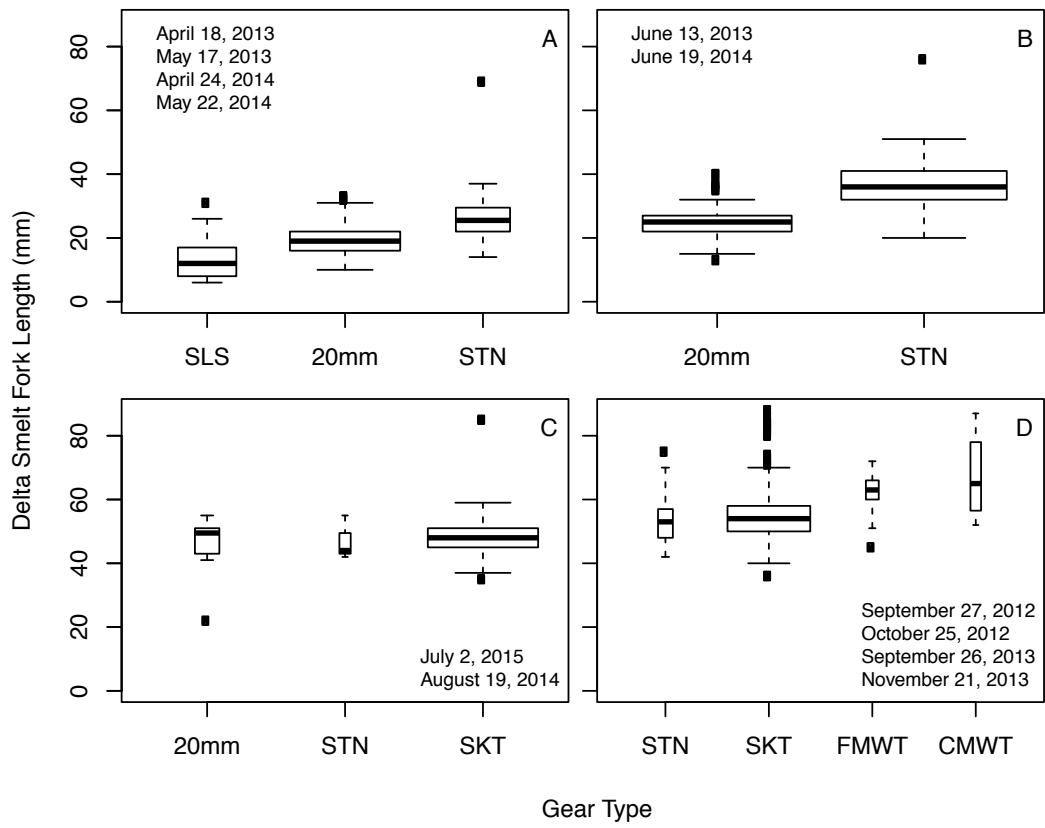 Delta Smelt Fork Length (mm)
0
20
40
60
80
April 18, 2013
May 17, 2013
April 24, 2014
May 22, 2014
A
SLS
20mm
STN
June 13, 2013
June 19, 2014
B
20mm
STN
0
20
40
60
80
C
July 2, 2015
August 19, 2014
20mm
STN
SKT
D
September 27, 2012
October 25, 2012
September 26, 2013
November 21, 2013
STN
SKT
FMWT
CMWT
Gear Type